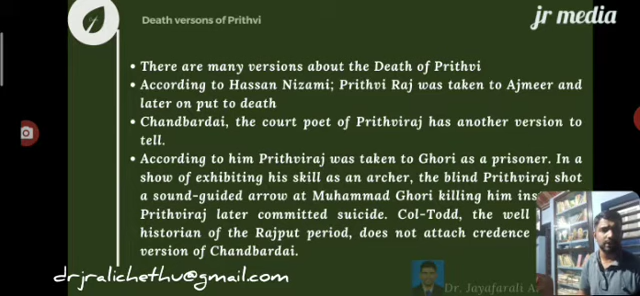 Death versons of Prithvi
jr media
• There are many versions about the Death of Prithvi
• According to Hassan Nizami; Prithvi Raj was taken to Ajmeer and
later on put to death
• Chandbardai, the court poet of Prithviraj has another version to
tell.
• According to him Prithviraj was taken to Ghori as a prisoner. In a
show of exhibiting his skill as an archer, the blind Prithviraj shot
a sound-guided arrow at Muhammad Ghori killing him ins
Prithviraj later committed suicide. Col-Todd, the well
historian of the Rajput period, does not attach credence
version of Chandbardai.
drjralichethu@gmail.com
Dr. Jayafarali A